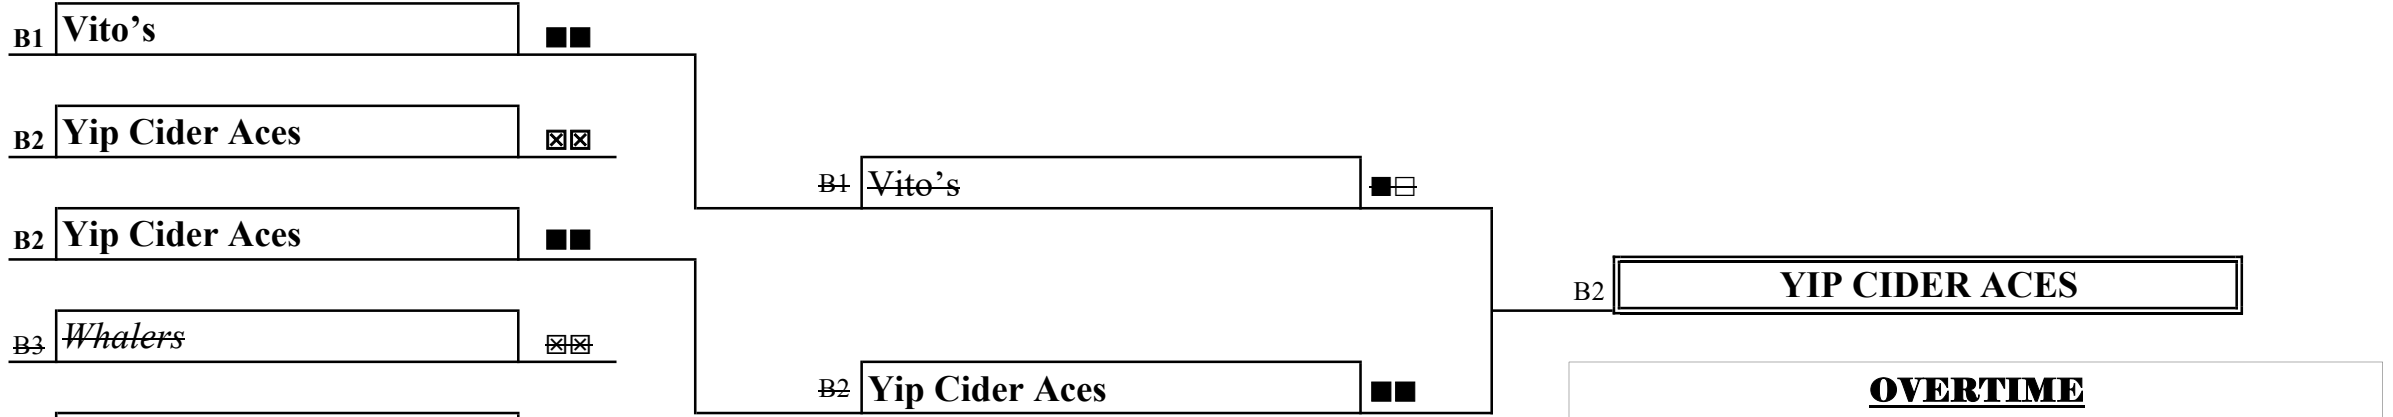 B1 Vito’s ■■
B2 Yip Cider Aces ☒☒
B1 Vito’s ■□
B2 Yip Cider Aces ■■
B2 YIP CIDER ACES
B3 Whalers ☒☒
B2 Yip Cider Aces ■■
OVERTIME